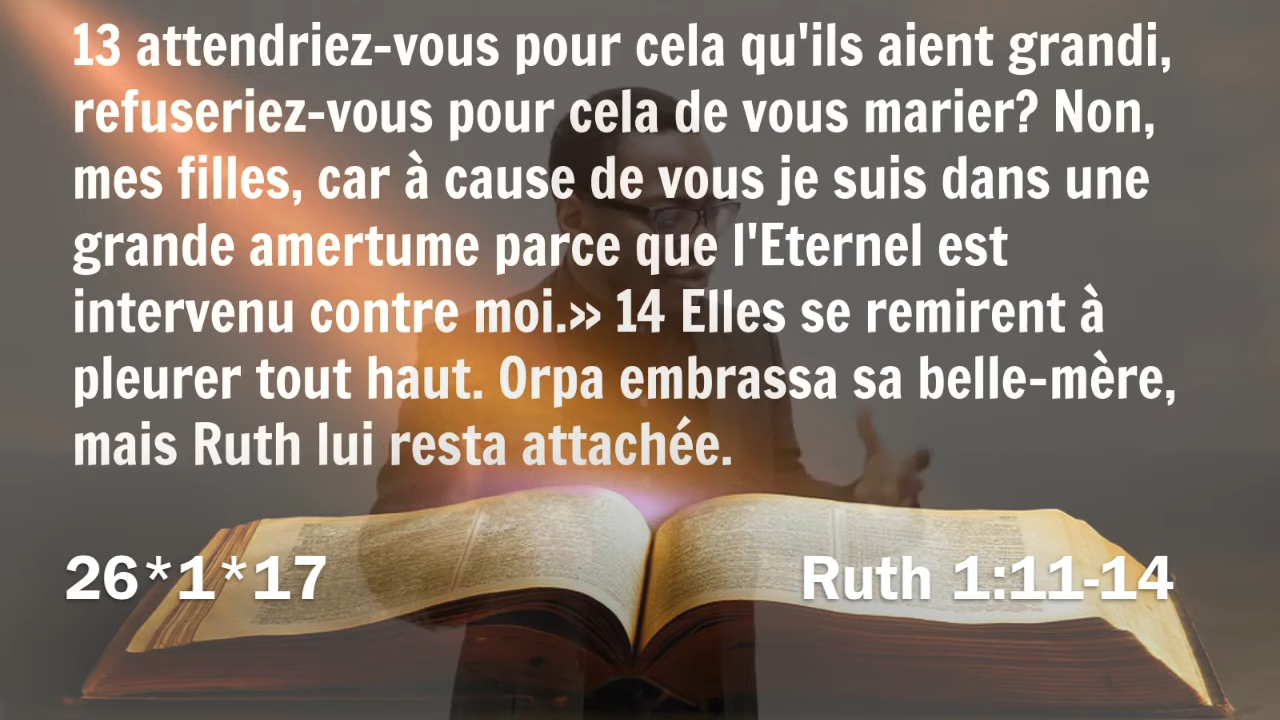 13 attendriez-vous pour cela qu'ils aient grandi,
refuseriez-vous pour cela de vous marier? Non,
mes filles, car à cause de vous je suis dans une
grande amertume parce que l'Eternel est
intervenu contre moi.» 14 Elles se remirent à
pleurer tout haut. Orpa embrassa sa belle-mère,
mais Ruth lui resta attachée.
26*1*17
Ruth 1:11-14